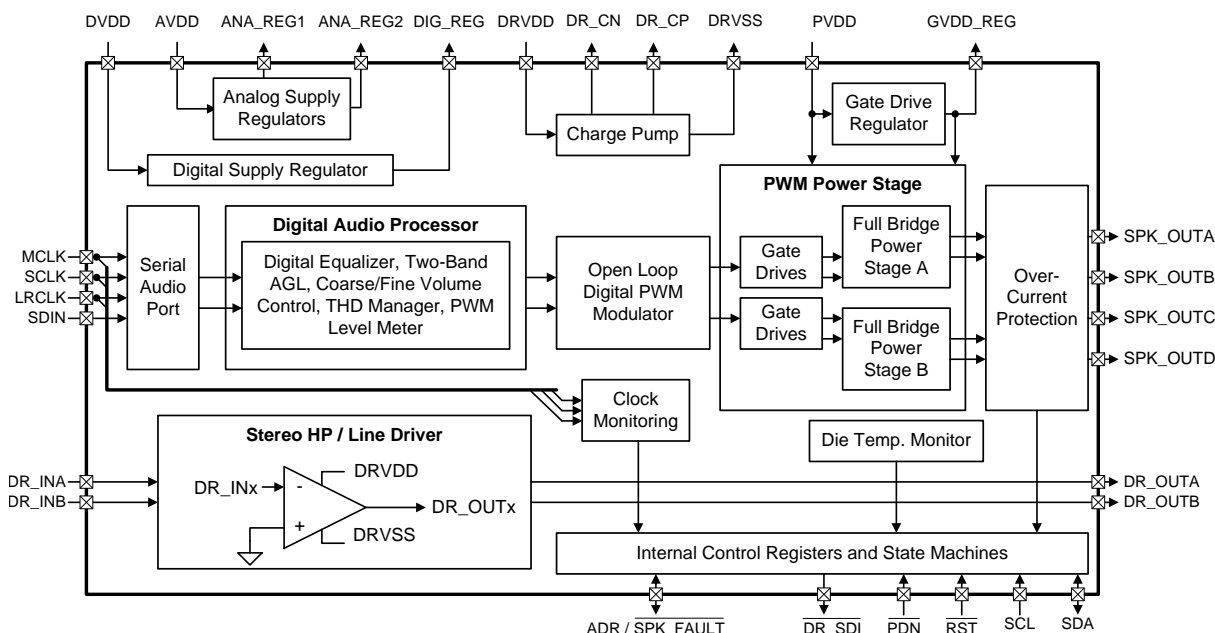 DVDD AVDD ANA_REG1 ANA_REG2 DIG_REG DRVDD DR_CN DR_CP DRVSS PVDD GVDD_REG
Analog Supply
Regulators
Charge Pump
Gate Drive
Regulator
Digital Supply Regulator
PWM Power Stage
Digital Audio Processor
MCLK
SCLK
LRCLK
SDIN
Serial
Audio
Port
Digital Equalizer, Two-Band
AGL, Coarse/Fine Volume
Control, THD Manager, PWM
Level Meter
Open Loop
Digital PWM
Modulator
Gate
Drives
Full Bridge
Power
Stage A
Gate
Drives
Full Bridge
Power
Stage B
Over-
Current
Protection
SPK_OUTA
SPK_OUTB
SPK_OUTC
SPK_OUTD
Clock
Monitoring
Stereo HP / Line Driver
Die Temp. Monitor
DR_INA
DR_INB
DR_INx
-
+
DRVDD
DR_OUTx
DRVSS
DR_OUTA
DR_OUTB
Internal Control Registers and State Machines
ADR / SPK_FAULT DR_SDI PDN RST SCL SDA